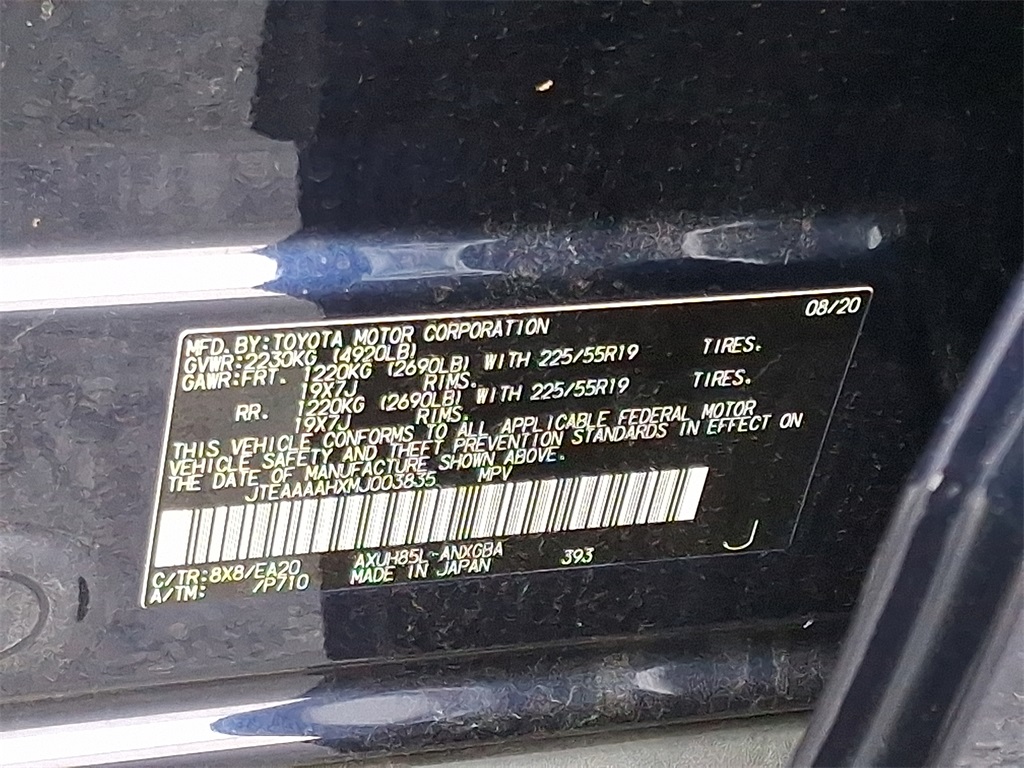 08/20
MFD. BY:TOYOTA MOTOR CORPORATION
GVWR:2230KG (4920LB)
GAWR:FRT. 1220KG (2690LB) WITH 225/55R19 TIRES.
19X7J RIMS.
RR. 1220KG (2690LB) WITH 225/55R19 TIRES.
19X7J RIMS.
THIS VEHICLE CONFORMS TO ALL APPLICABLE FEDERAL MOTOR
VEHICLE SAFETY AND THEFT PREVENTION STANDARDS IN EFFECT ON
THE DATE OF MANUFACTURE SHOWN ABOVE.
JTEAAAAHXMJ003835 MPV
C/TR:8X8/EA20 AXUH85L-ANXGBA 393 J
A/TM: /P710 MADE IN JAPAN